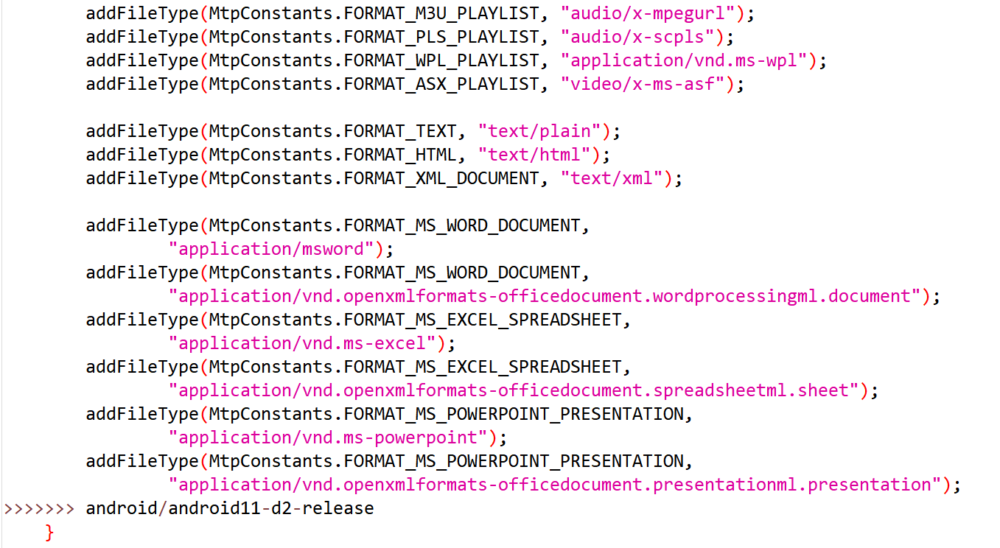 addFileType(MtpConstants.FORMAT_M3U_PLAYLIST, "audio/x-mpegurl");
addFileType(MtpConstants.FORMAT_PLS_PLAYLIST, "audio/x-scpls");
addFileType(MtpConstants.FORMAT_WPL_PLAYLIST, "application/vnd.ms-wpl");
addFileType(MtpConstants.FORMAT_ASX_PLAYLIST, "video/x-ms-asf");
addFileType(MtpConstants.FORMAT_TEXT, "text/plain");
addFileType(MtpConstants.FORMAT_HTML, "text/html");
addFileType(MtpConstants.FORMAT_XML_DOCUMENT, "text/xml");
addFileType(MtpConstants.FORMAT_MS_WORD_DOCUMENT,
"application/msword");
addFileType(MtpConstants.FORMAT_MS_WORD_DOCUMENT,
"application/vnd.openxmlformats-officedocument.wordprocessingml.document");
addFileType(MtpConstants.FORMAT_MS_EXCEL_SPREADSHEET,
"application/vnd.ms-excel");
addFileType(MtpConstants.FORMAT_MS_EXCEL_SPREADSHEET,
"application/vnd.openxmlformats-officedocument.spreadsheetml.sheet");
addFileType(MtpConstants.FORMAT_MS_POWERPOINT_PRESENTATION,
"application/vnd.ms-powerpoint");
addFileType(MtpConstants.FORMAT_MS_POWERPOINT_PRESENTATION,
"application/vnd.openxmlformats-officedocument.presentationml.presentation");
>>>>>>> android/android11-d2-release
}